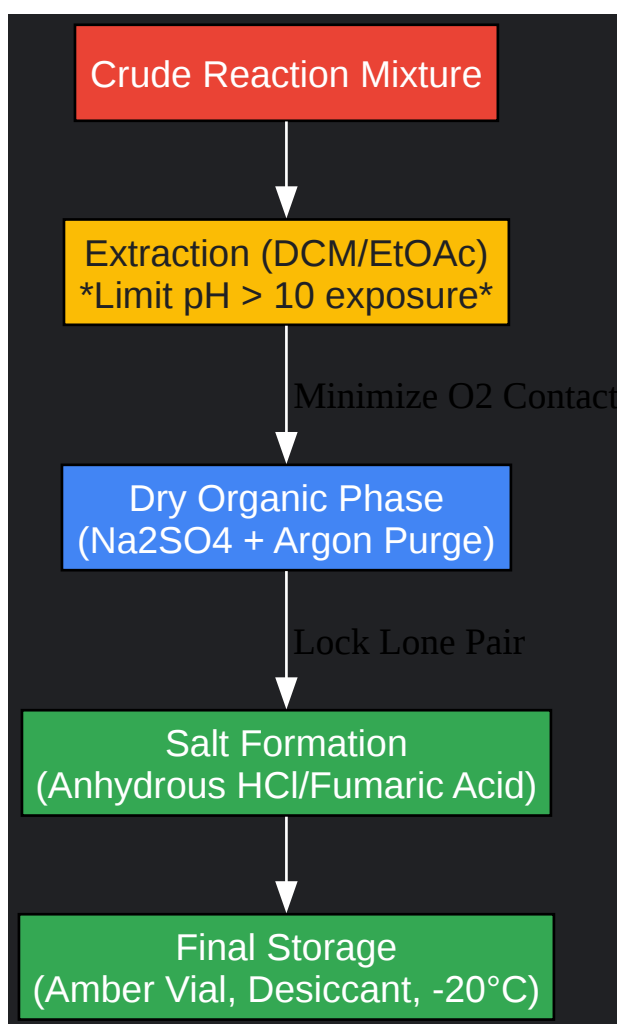 Crude Reaction Mixture
Extraction (DCM/EtOAc)
*Limit pH > 10 exposure*
Minimize O2 Contact
Dry Organic Phase
(Na2SO4 + Argon Purge)
Lock Lone Pair
Salt Formation
(Anhydrous HCl/Fumaric Acid)
Final Storage
(Amber Vial, Desiccant, -20°C)